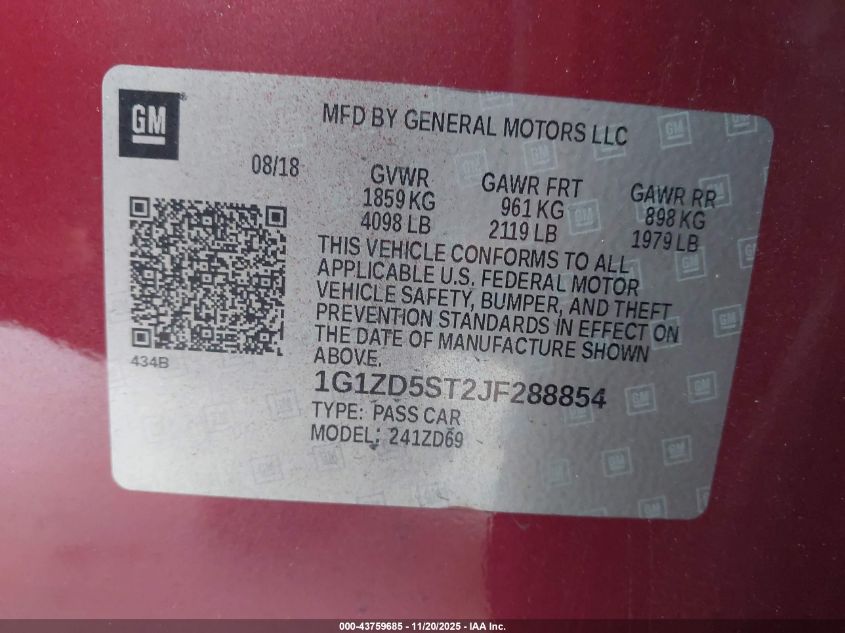 GM
MFD BY GENERAL MOTORS LLC
08/18
GVWR
1859 KG
4098 LB
GAWR FRT
961 KG
2119 LB
GAWR RR
898 KG
1979 LB
THIS VEHICLE CONFORMS TO ALL
APPLICABLE U.S. FEDERAL MOTOR
VEHICLE SAFETY, BUMPER, AND THEFT
PREVENTION STANDARDS IN EFFECT ON
THE DATE OF MANUFACTURE SHOWN
ABOVE.
434B
1G1ZD5ST2JF288854
TYPE: PASS CAR
MODEL: 241ZD69
000-43759685 - 11/20/2025 - IAA Inc.